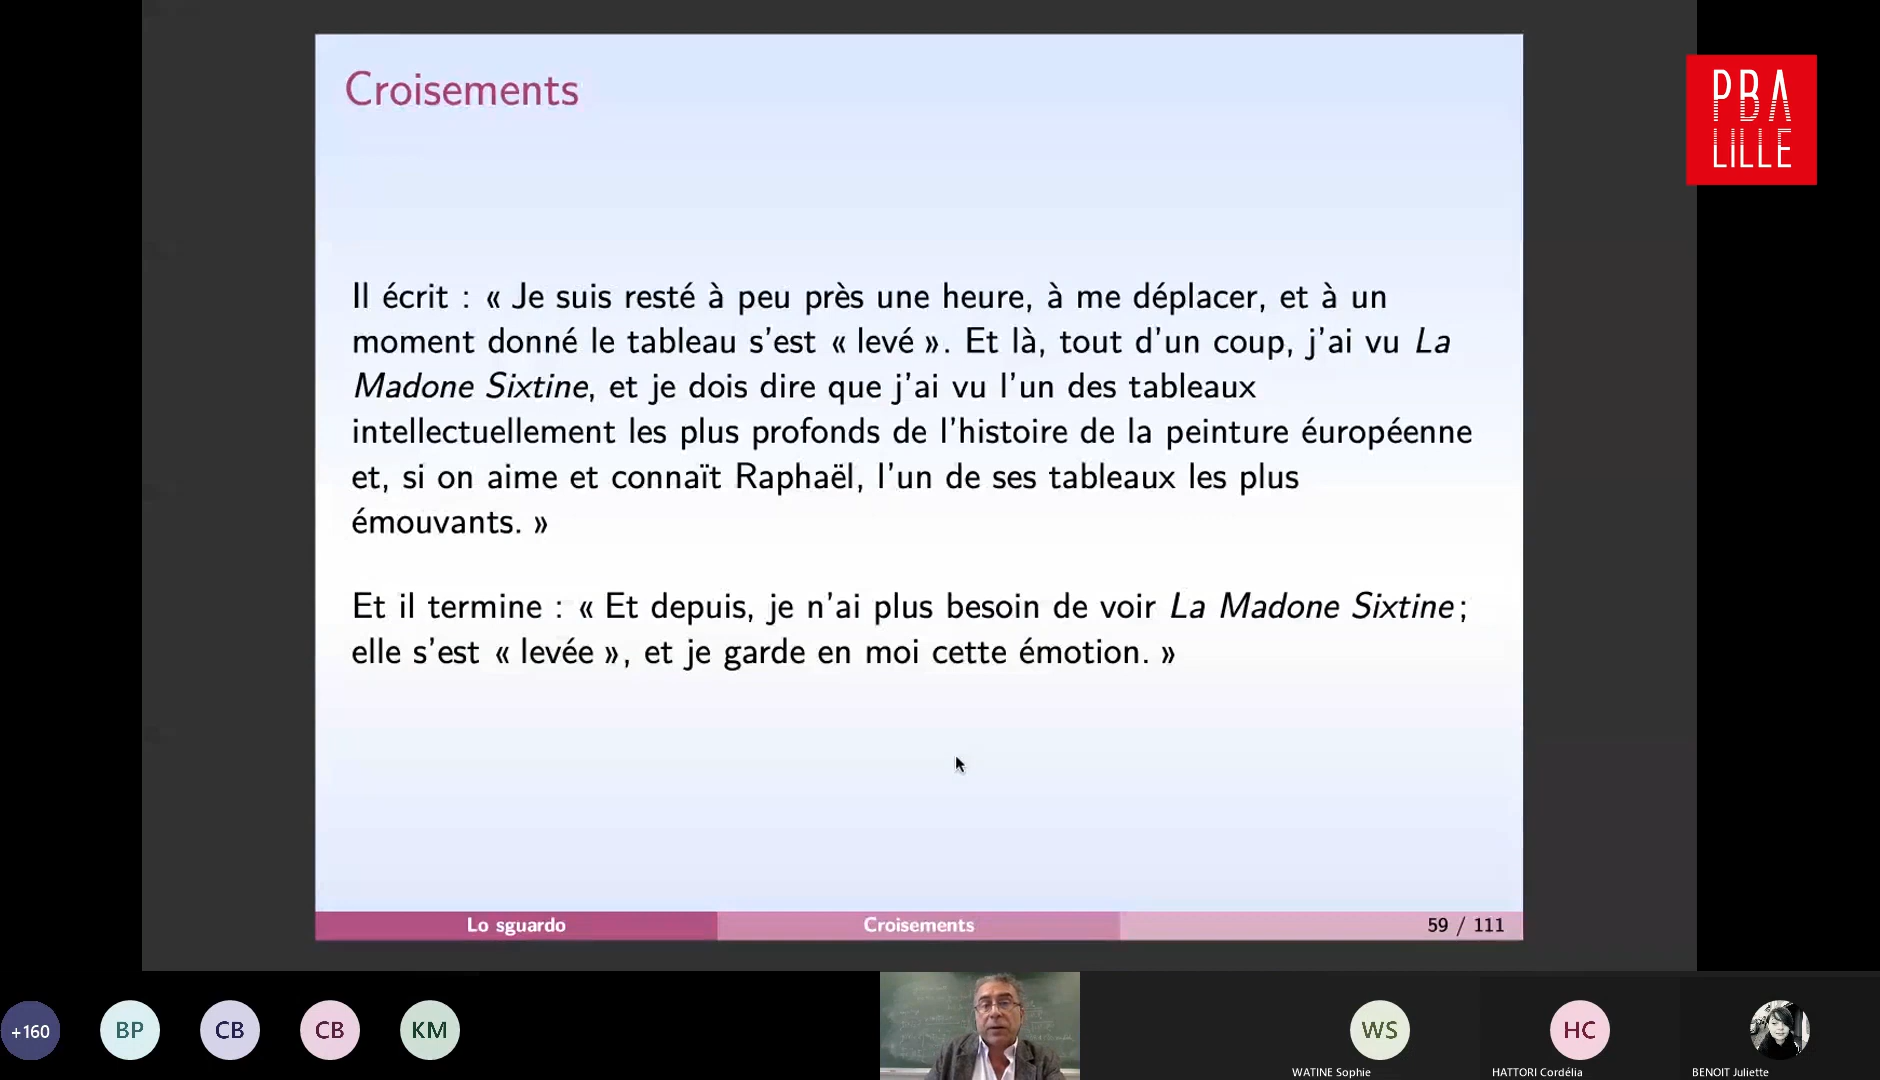 Croisements
PBA
LILLE
Il écrit : « Je suis resté à peu près une heure, à me déplacer, et à un
moment donné le tableau s'est « levé ». Et là, tout d'un coup, j'ai vu La
Madone Sixtine, et je dois dire que j'ai vu l'un des tableaux
intellectuellement les plus profonds de l'histoire de la peinture éuropéenne
et, si on aime et connaït Raphaël, l'un de ses tableaux les plus
émouvants. »
Et il termine : « Et depuis, je n'ai plus besoin de voir La Madone Sixtine ;
elle s'est « levée », et je garde en moi cette émotion. »
Lo sguardo
Croisements
59 / 111
+160
BP
CB
CB
KM
WS
HC
WATINE Sophie
HATTORI Cordélia
BENOIT Juliette